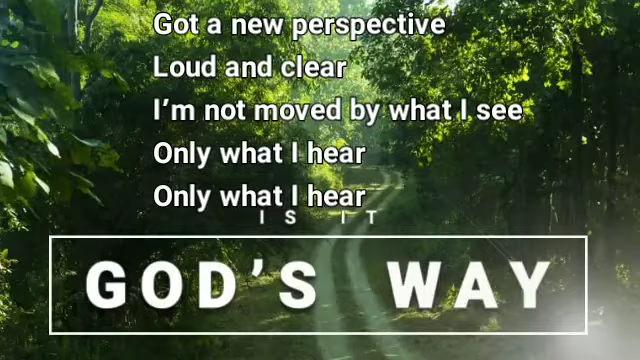 Got a new perspective
Loud and clear
I'm not moved by what I see
Only what I hear
Only what I hear
IS IT
GOD'S WAY